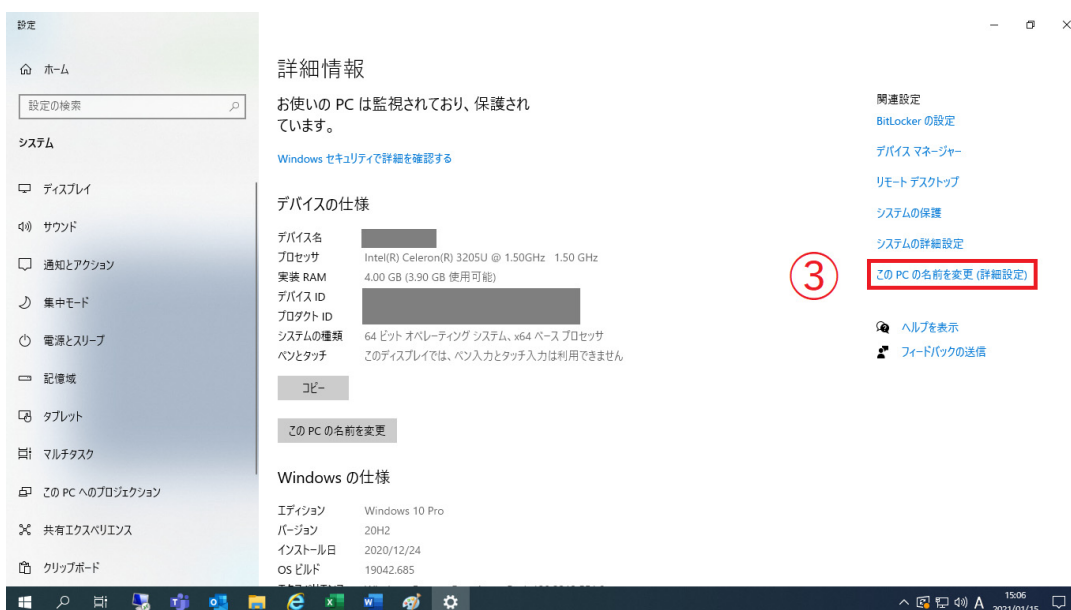 設定
ホーム
設定の検索
システム
ディスプレイ
サウンド
通知とアクション
集中モード
電源とスリープ
記憶域
タブレット
マルチタスク
この PC へのプロジェクション
共有エクスペリエンス
クリップボード
詳細情報
お使いの PC は監視されており、保護され
ています。
Windows セキュリティで詳細を確認する
デバイスの仕様
デバイス名
プロセッサ Intel(R) Celeron(R) 3205U @ 1.50GHz 1.50 GHz
実装 RAM 4.00 GB (3.90 GB 使用可能)
デバイス ID
プロダクト ID
システムの種類 64 ビット オペレーティング システム、x64 ベース プロセッサ
ペンとタッチ このディスプレイでは、ペン入力とタッチ入力は利用できません
コピー
この PC の名前を変更
Windows の仕様
エディション Windows 10 Pro
バージョン 20H2
インストール日 2020/12/24
OS ビルド 19042.685
関連設定
BitLocker の設定
デバイス マネージャー
リモート デスクトップ
システムの保護
システムの詳細設定
③
この PC の名前を変更 (詳細設定)
ヘルプを表示
フィードバックの送信
A
15:06
2021/01/15